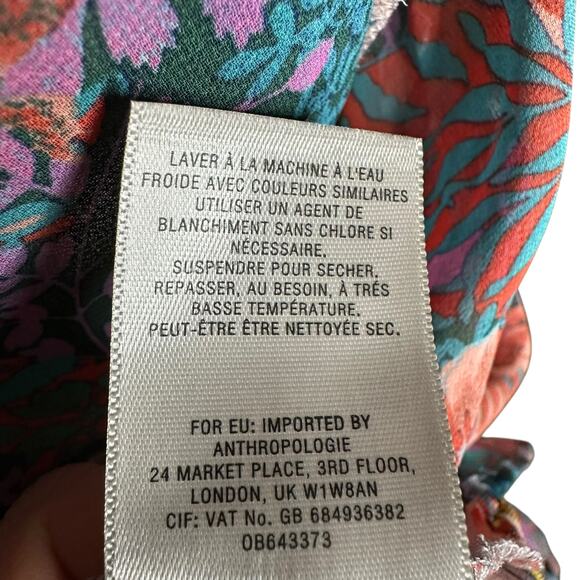 LAVER À LA MACHINE À L'EAU
FROIDE AVEC COULEURS SIMILAIRES
UTILISER UN AGENT DE
BLANCHIMENT SANS CHLORE SI
NÉCESSAIRE.
SUSPENDRE POUR SECHER.
REPASSER, AU BESOIN, À TRÈS
BASSE TEMPÉRATURE.
PEUT-ÊTRE ÊTRE NETTOYÉE SEC.
FOR EU: IMPORTED BY
ANTHROPOLOGIE
24 MARKET PLACE, 3RD FLOOR,
LONDON, UK W1W8AN
CIF: VAT No. GB 684936382
OB643373